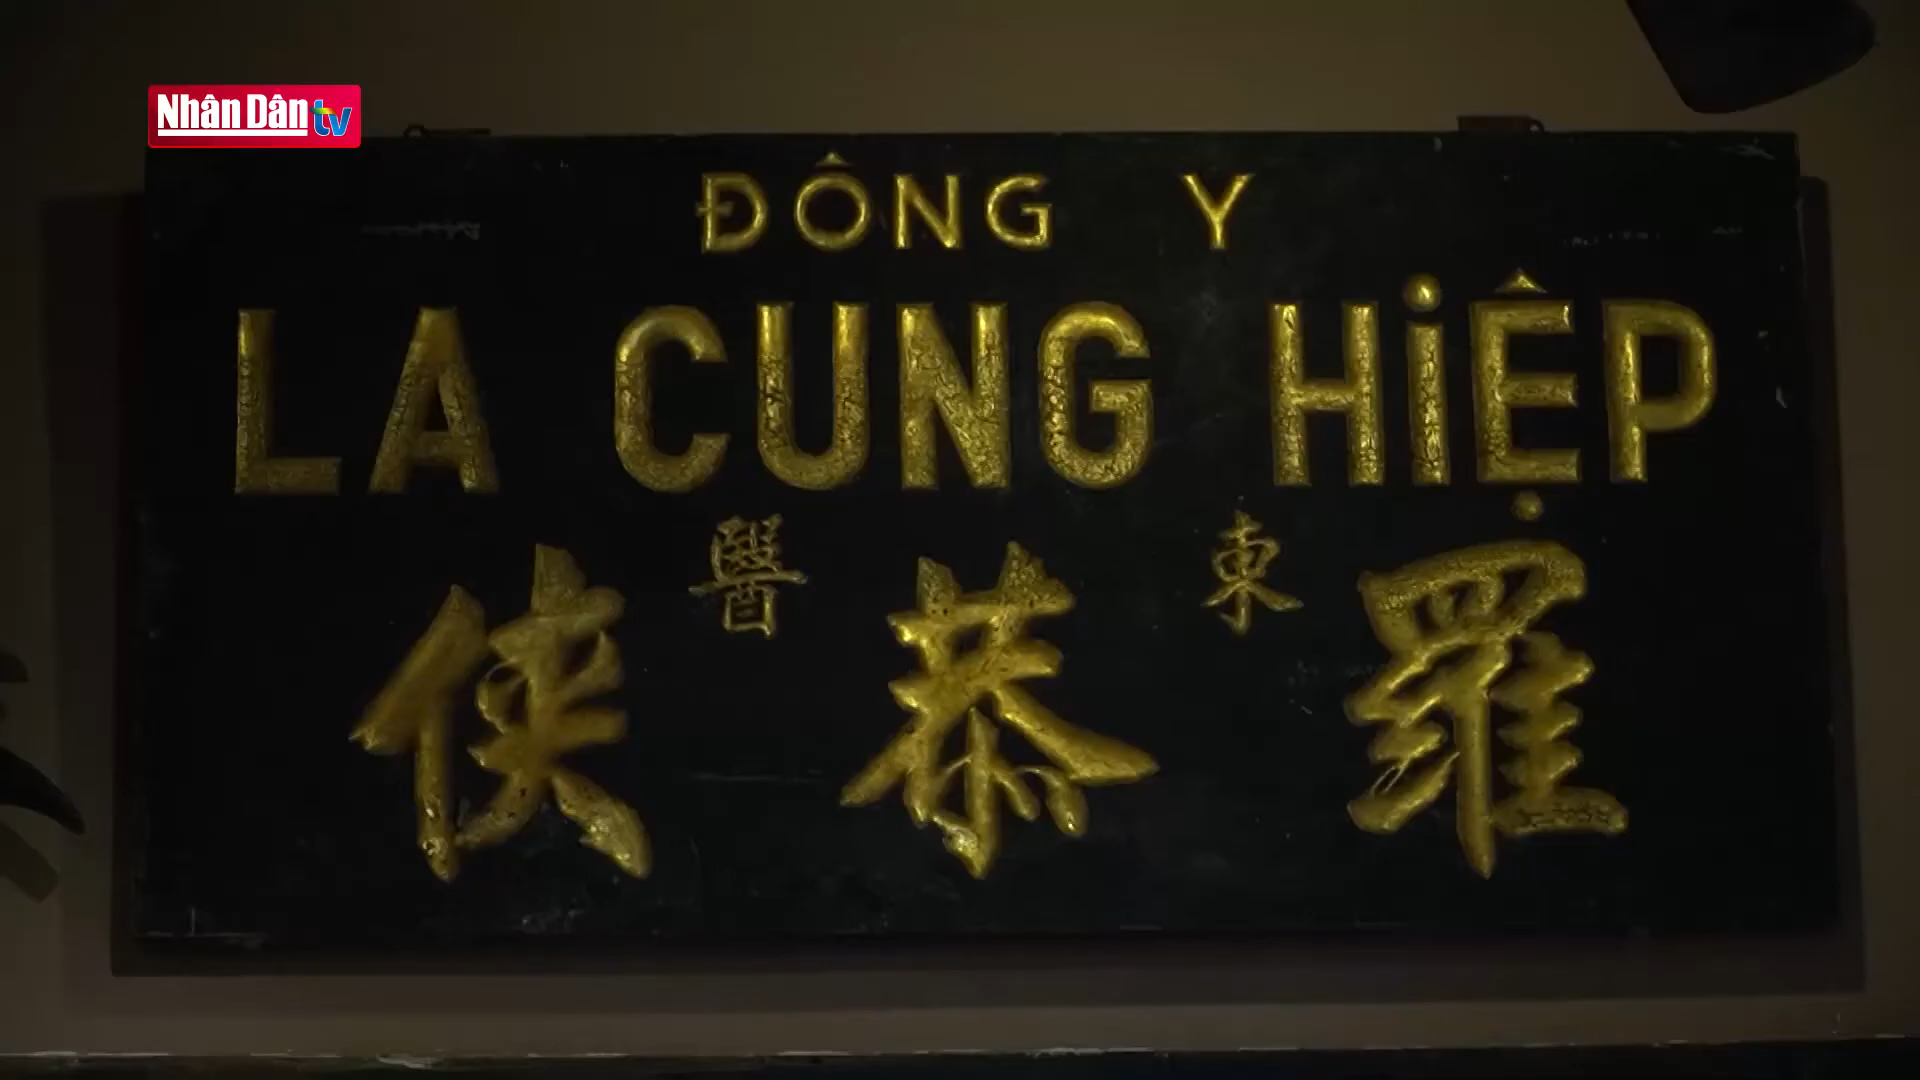 Nhân Dân tv
ĐÔNG Y
LA CUNG HiỆP
東醫
羅恭俠